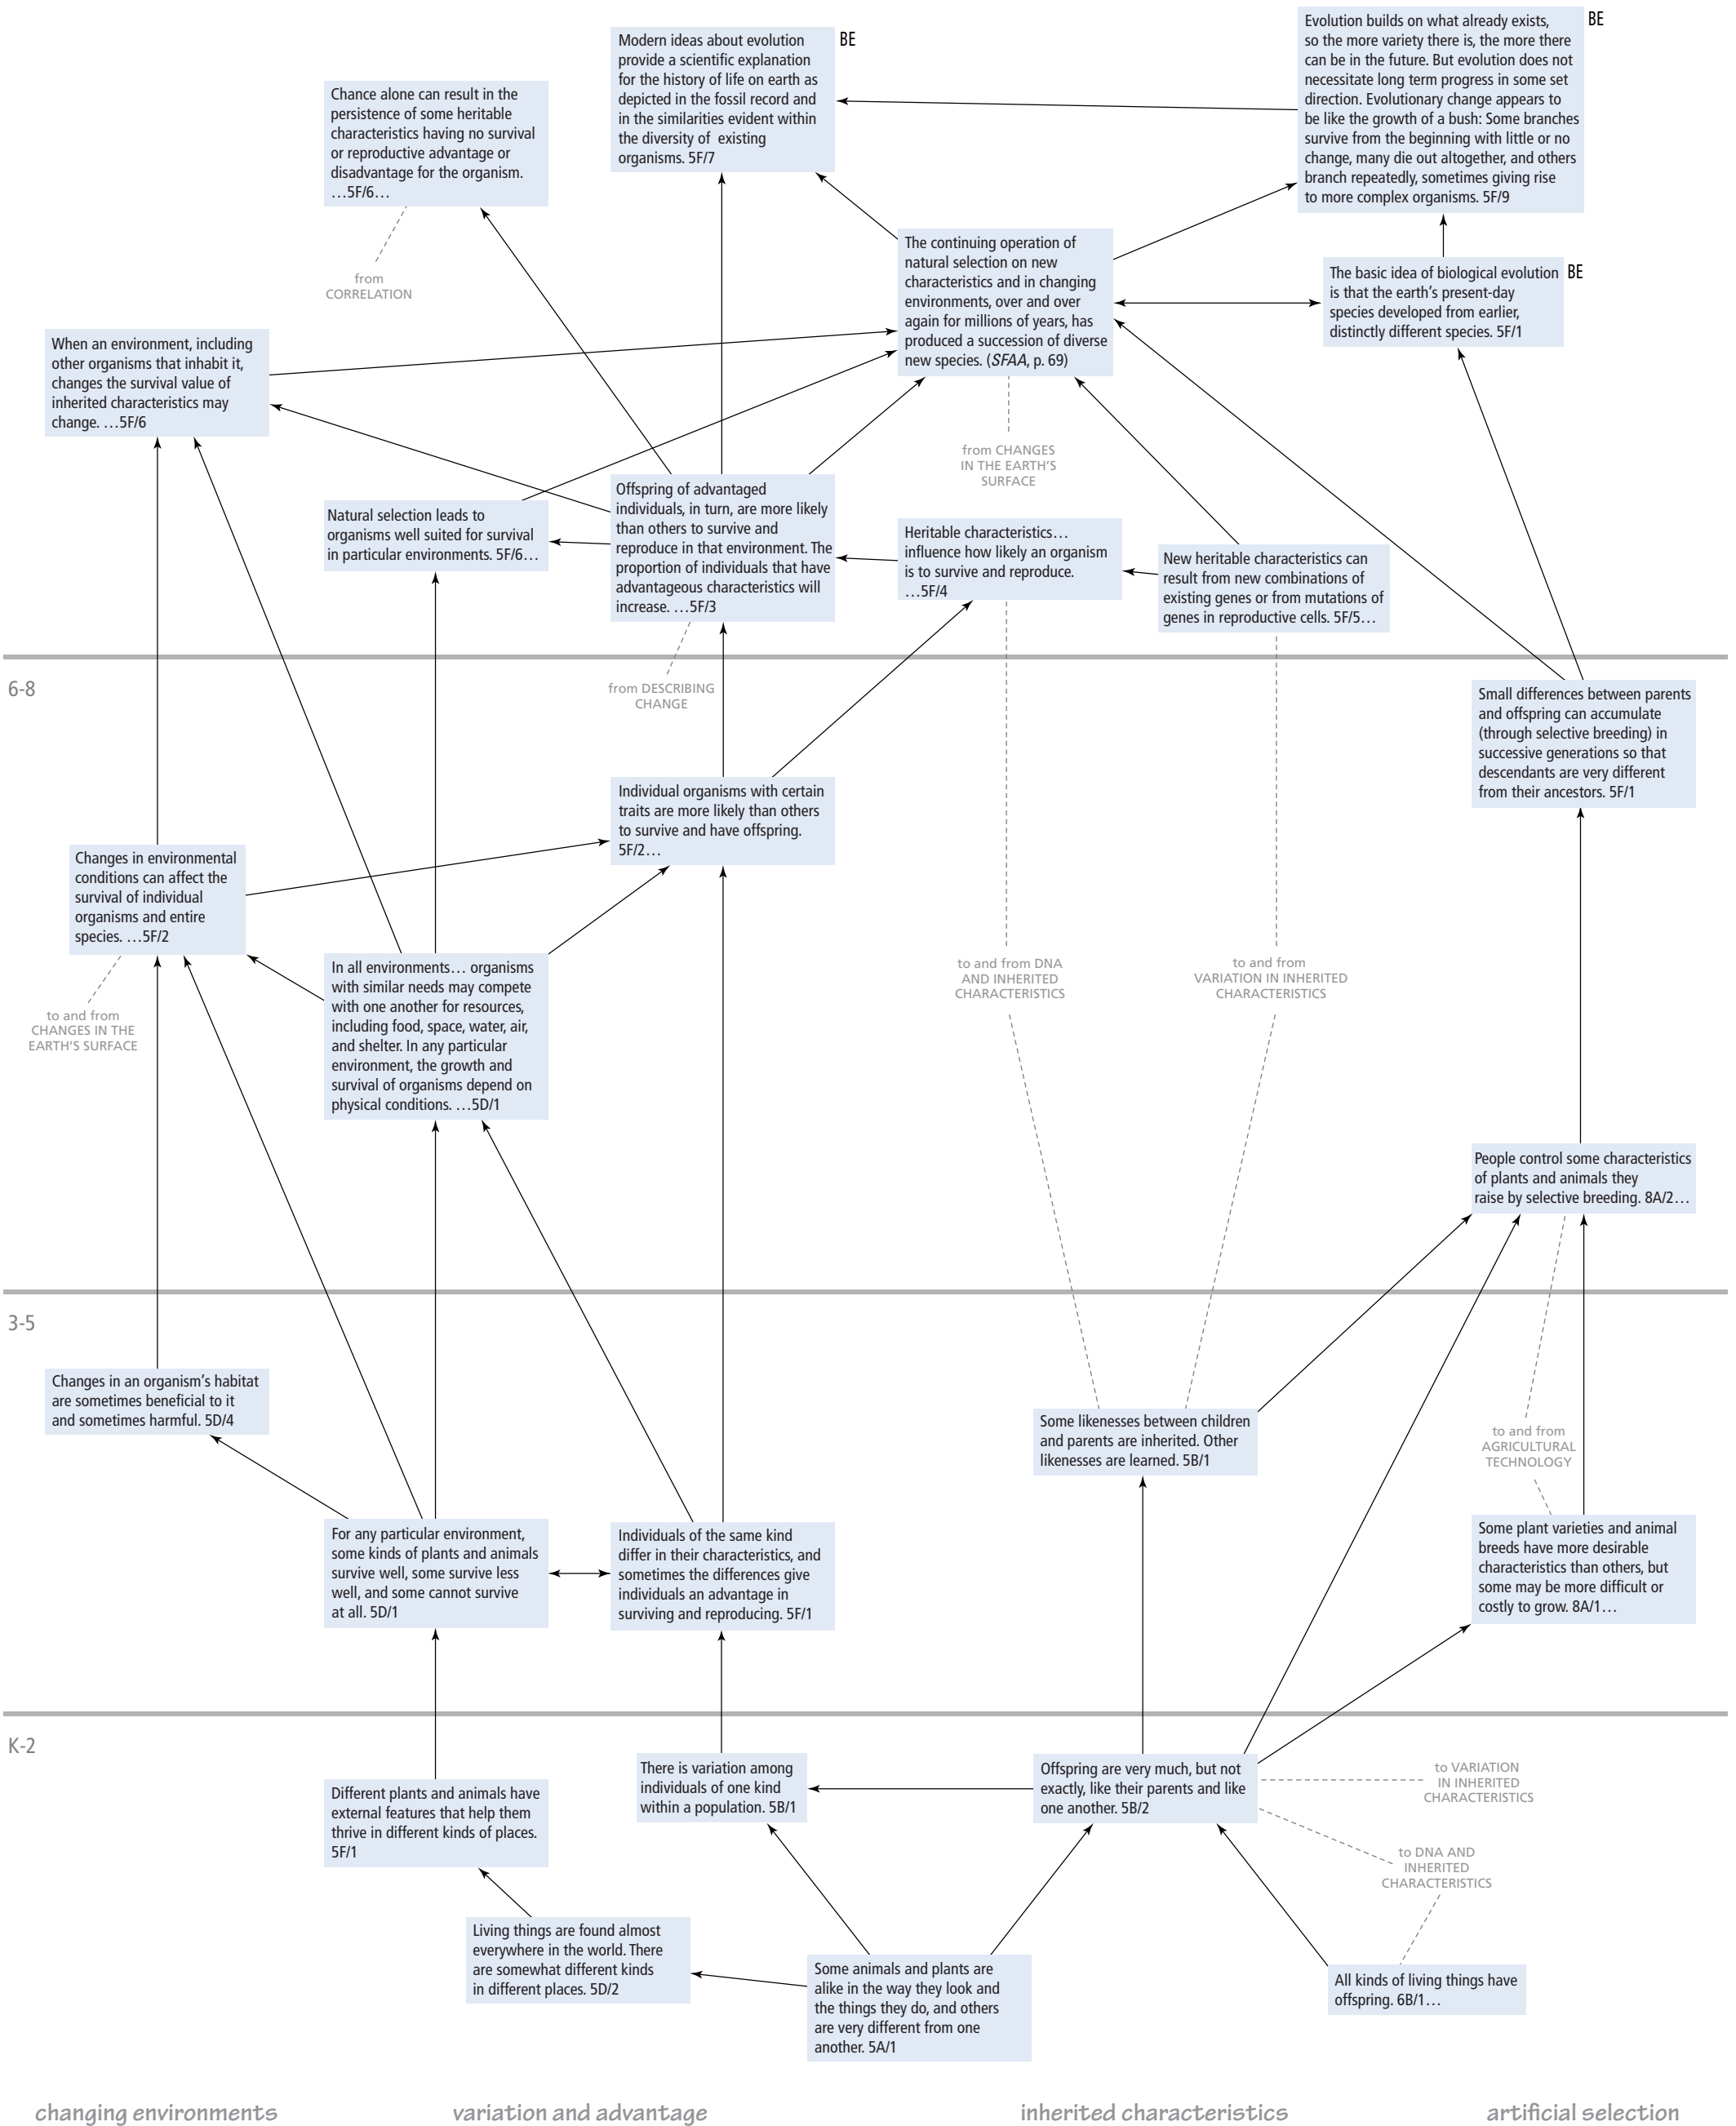 Evolution builds on what already exists,
so the more variety there is, the more there
can be in the future. But evolution does not
necessitate long term progress in some set
direction. Evolutionary change appears to
be like the growth of a bush: Some branches
survive from the beginning with little or no
change, many die out altogether, and others
branch repeatedly, sometimes giving rise
to more complex organisms. 5F/9
BE
Modern ideas about evolution
provide a scientific explanation
for the history of life on earth as
depicted in the fossil record and
in the similarities evident within
the diversity of existing
organisms. 5F/7
BE
Chance alone can result in the
persistence of some heritable
characteristics having no survival
or reproductive advantage or
disadvantage for the organism.
…5F/6…
from
CORRELATION
The continuing operation of
natural selection on new
characteristics and in changing
environments, over and over
again for millions of years, has
produced a succession of diverse
new species. (SFAA, p. 69)
The basic idea of biological evolution
is that the earth's present-day
species developed from earlier,
distinctly different species. 5F/1
BE
When an environment, including
other organisms that inhabit it,
changes the survival value of
inherited characteristics may
change. …5F/6
from CHANGES
IN THE EARTH'S
SURFACE
Natural selection leads to
organisms well suited for survival
in particular environments. 5F/6…
Offspring of advantaged
individuals, in turn, are more likely
than others to survive and
reproduce in that environment. The
proportion of individuals that have
advantageous characteristics will
increase. …5F/3
Heritable characteristics…
influence how likely an organism
is to survive and reproduce.
…5F/4
New heritable characteristics can
result from new combinations of
existing genes or from mutations of
genes in reproductive cells. 5F/5…
6-8
from DESCRIBING
CHANGE
Small differences between parents
and offspring can accumulate
(through selective breeding) in
successive generations so that
descendants are very different
from their ancestors. 5F/1
Individual organisms with certain
traits are more likely than others
to survive and have offspring.
5F/2…
Changes in environmental
conditions can affect the
survival of individual
organisms and entire
species. …5F/2
to and from
CHANGES IN THE
EARTH'S SURFACE
In all environments… organisms
with similar needs may compete
with one another for resources,
including food, space, water, air,
and shelter. In any particular
environment, the growth and
survival of organisms depend on
physical conditions. …5D/1
to and from DNA
AND INHERITED
CHARACTERISTICS
to and from
VARIATION IN INHERITED
CHARACTERISTICS
People control some characteristics
of plants and animals they
raise by selective breeding. 8A/2…
3-5
Changes in an organism's habitat
are sometimes beneficial to it
and sometimes harmful. 5D/4
Some likenesses between children
and parents are inherited. Other
likenesses are learned. 5B/1
to and from
AGRICULTURAL
TECHNOLOGY
For any particular environment,
some kinds of plants and animals
survive well, some survive less
well, and some cannot survive
at all. 5D/1
Individuals of the same kind
differ in their characteristics, and
sometimes the differences give
individuals an advantage in
surviving and reproducing. 5F/1
Some plant varieties and animal
breeds have more desirable
characteristics than others, but
some may be more difficult or
costly to grow. 8A/1…
K-2
Different plants and animals have
external features that help them
thrive in different kinds of places.
5F/1
There is variation among
individuals of one kind
within a population. 5B/1
Offspring are very much, but not
exactly, like their parents and like
one another. 5B/2
to VARIATION
IN INHERITED
CHARACTERISTICS
to DNA AND
INHERITED
CHARACTERISTICS
Living things are found almost
everywhere in the world. There
are somewhat different kinds
in different places. 5D/2
Some animals and plants are
alike in the way they look and
the things they do, and others
are very different from one
another. 5A/1
All kinds of living things have
offspring. 6B/1…
changing environments
variation and advantage
inherited characteristics
artificial selection